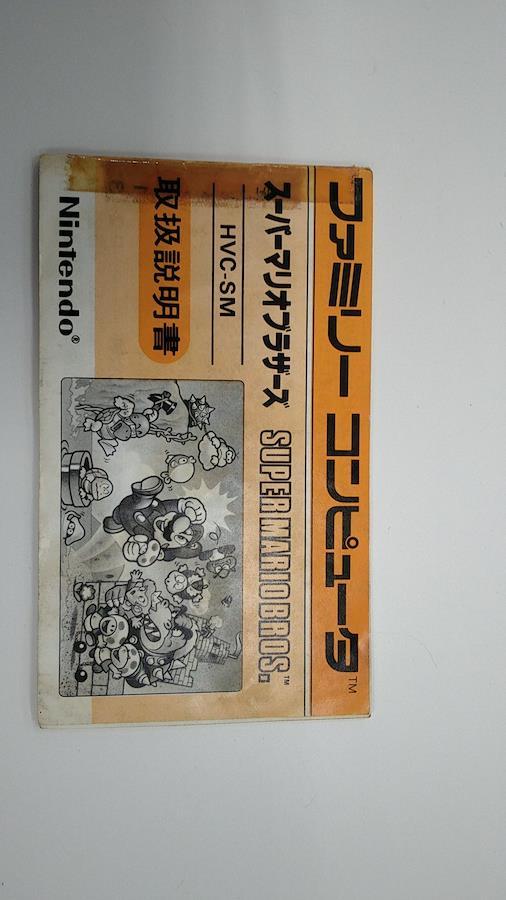 ファミリー コンピュータ™
スーパーマリオブラザーズ SUPER MARIO BROS.™
HVC-SM
取扱説明書
Nintendo®